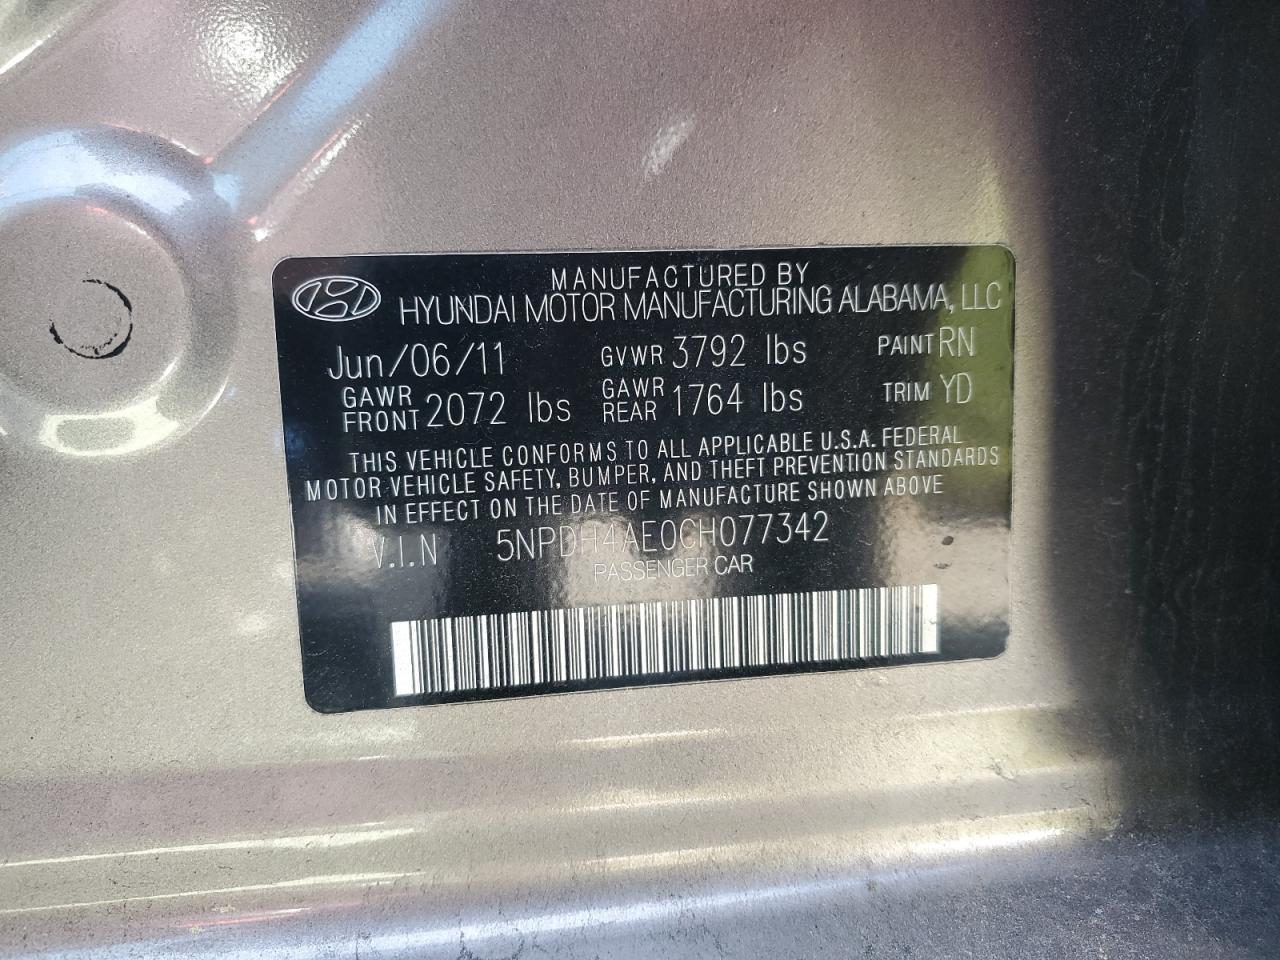 MANUFACTURED BY
HYUNDAI MOTOR MANUFACTURING ALABAMA, LLC
Jun/06/11 GVWR 3792 lbs PAINT RN
GAWR FRONT 2072 lbs GAWR REAR 1764 lbs TRIM YD
THIS VEHICLE CONFORMS TO ALL APPLICABLE U.S.A. FEDERAL
MOTOR VEHICLE SAFETY, BUMPER, AND THEFT PREVENTION STANDARDS
IN EFFECT ON THE DATE OF MANUFACTURE SHOWN ABOVE
V.I.N 5NPDH4AE0CH077342
PASSENGER CAR